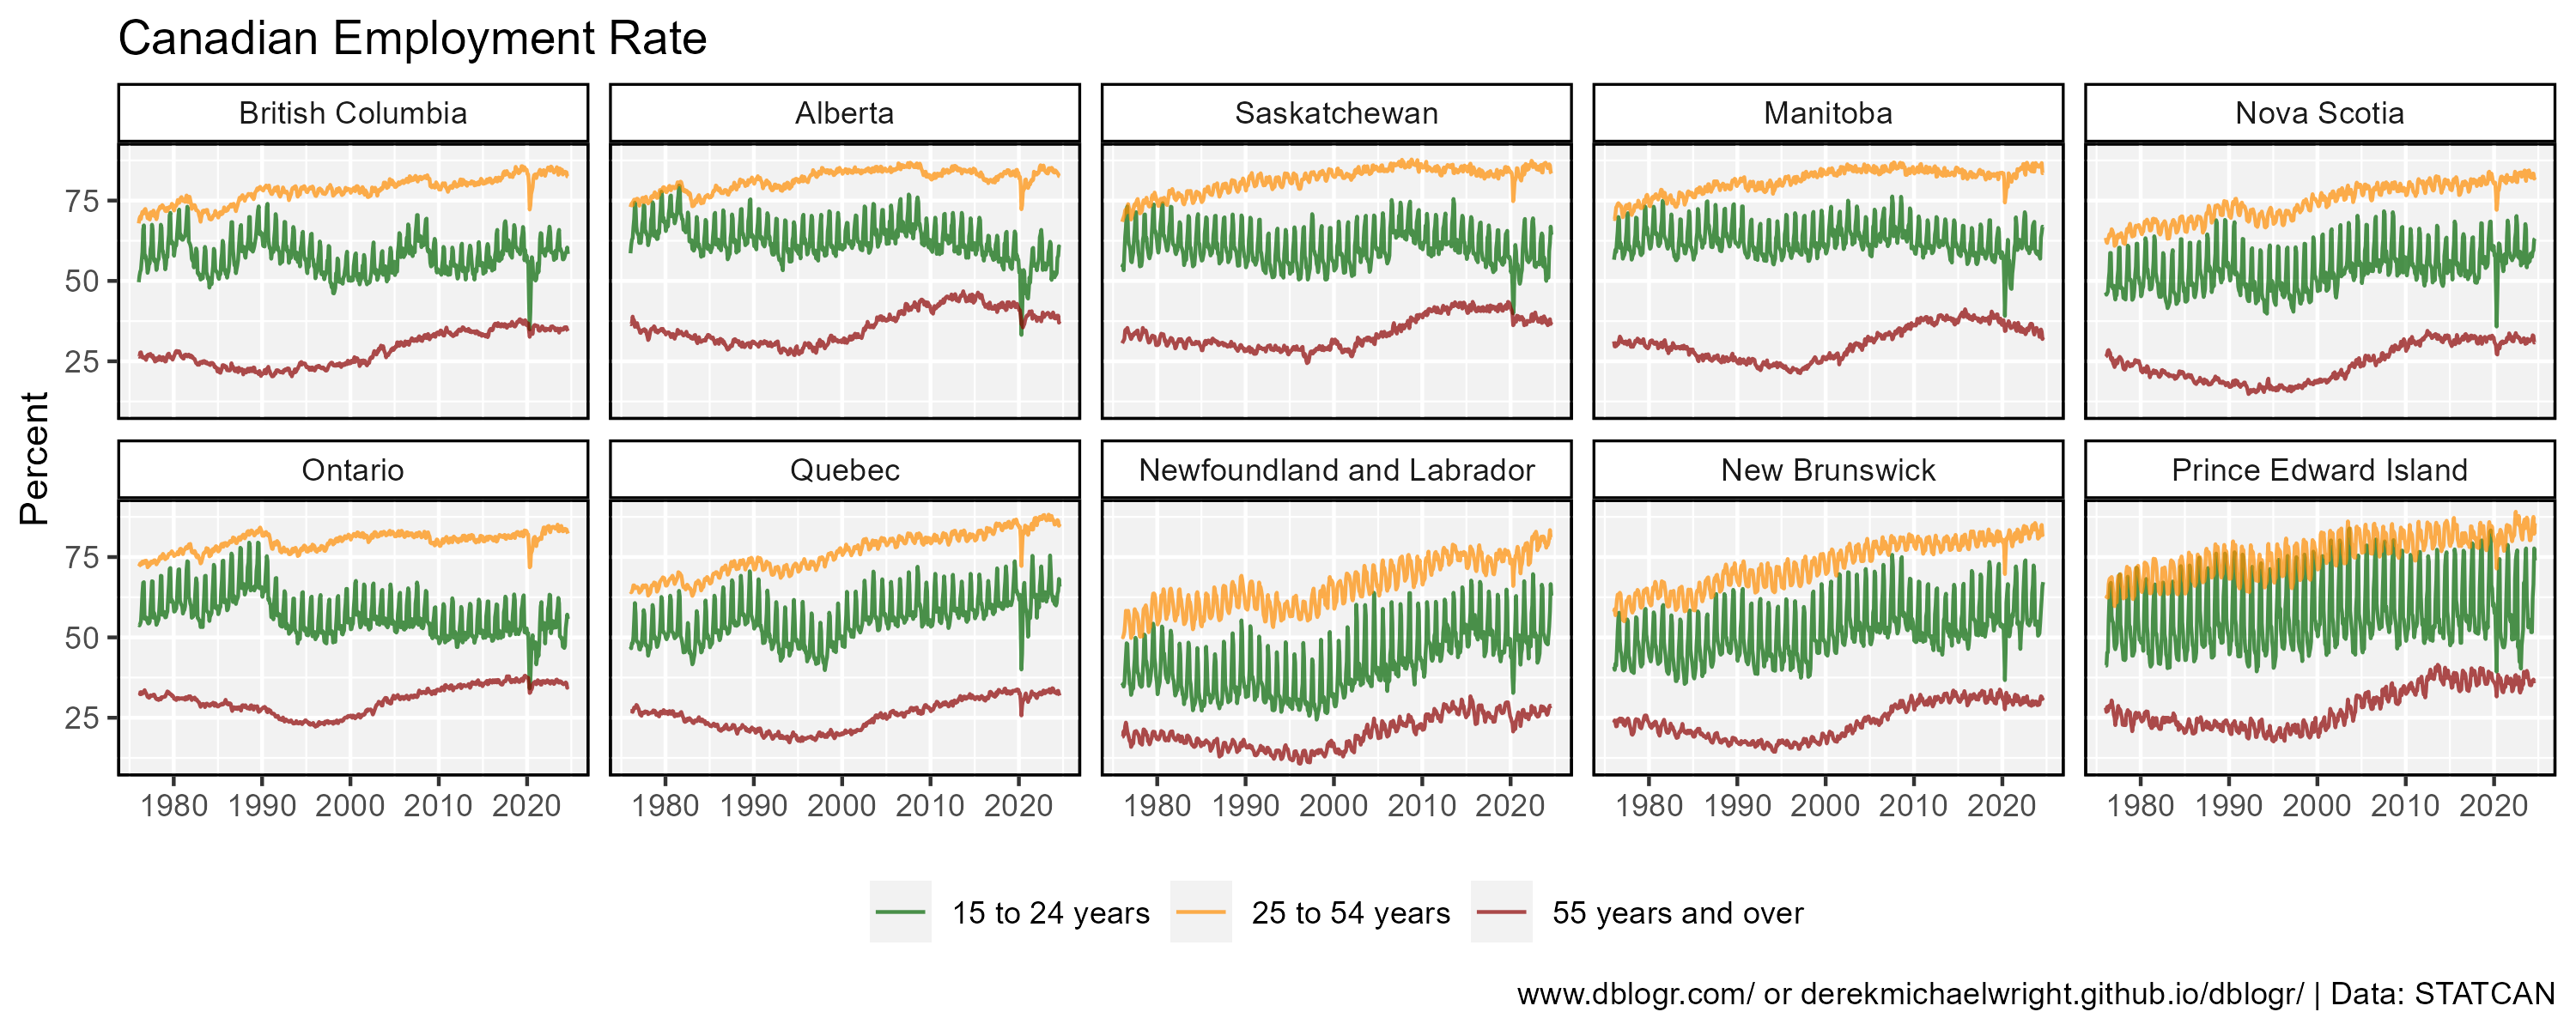 Canadian Employment Rate
British Columbia
Alberta
Saskatchewan
Manitoba
Nova Scotia
75
50
25
Percent
Ontario
Quebec
Newfoundland and Labrador
New Brunswick
Prince Edward Island
75
50
25
1980 1990 2000 2010 2020
1980 1990 2000 2010 2020
1980 1990 2000 2010 2020
1980 1990 2000 2010 2020
1980 1990 2000 2010 2020
15 to 24 years
25 to 54 years
55 years and over
www.dblogr.com/ or derekmichaelwright.github.io/dblogr/ | Data: STATCAN